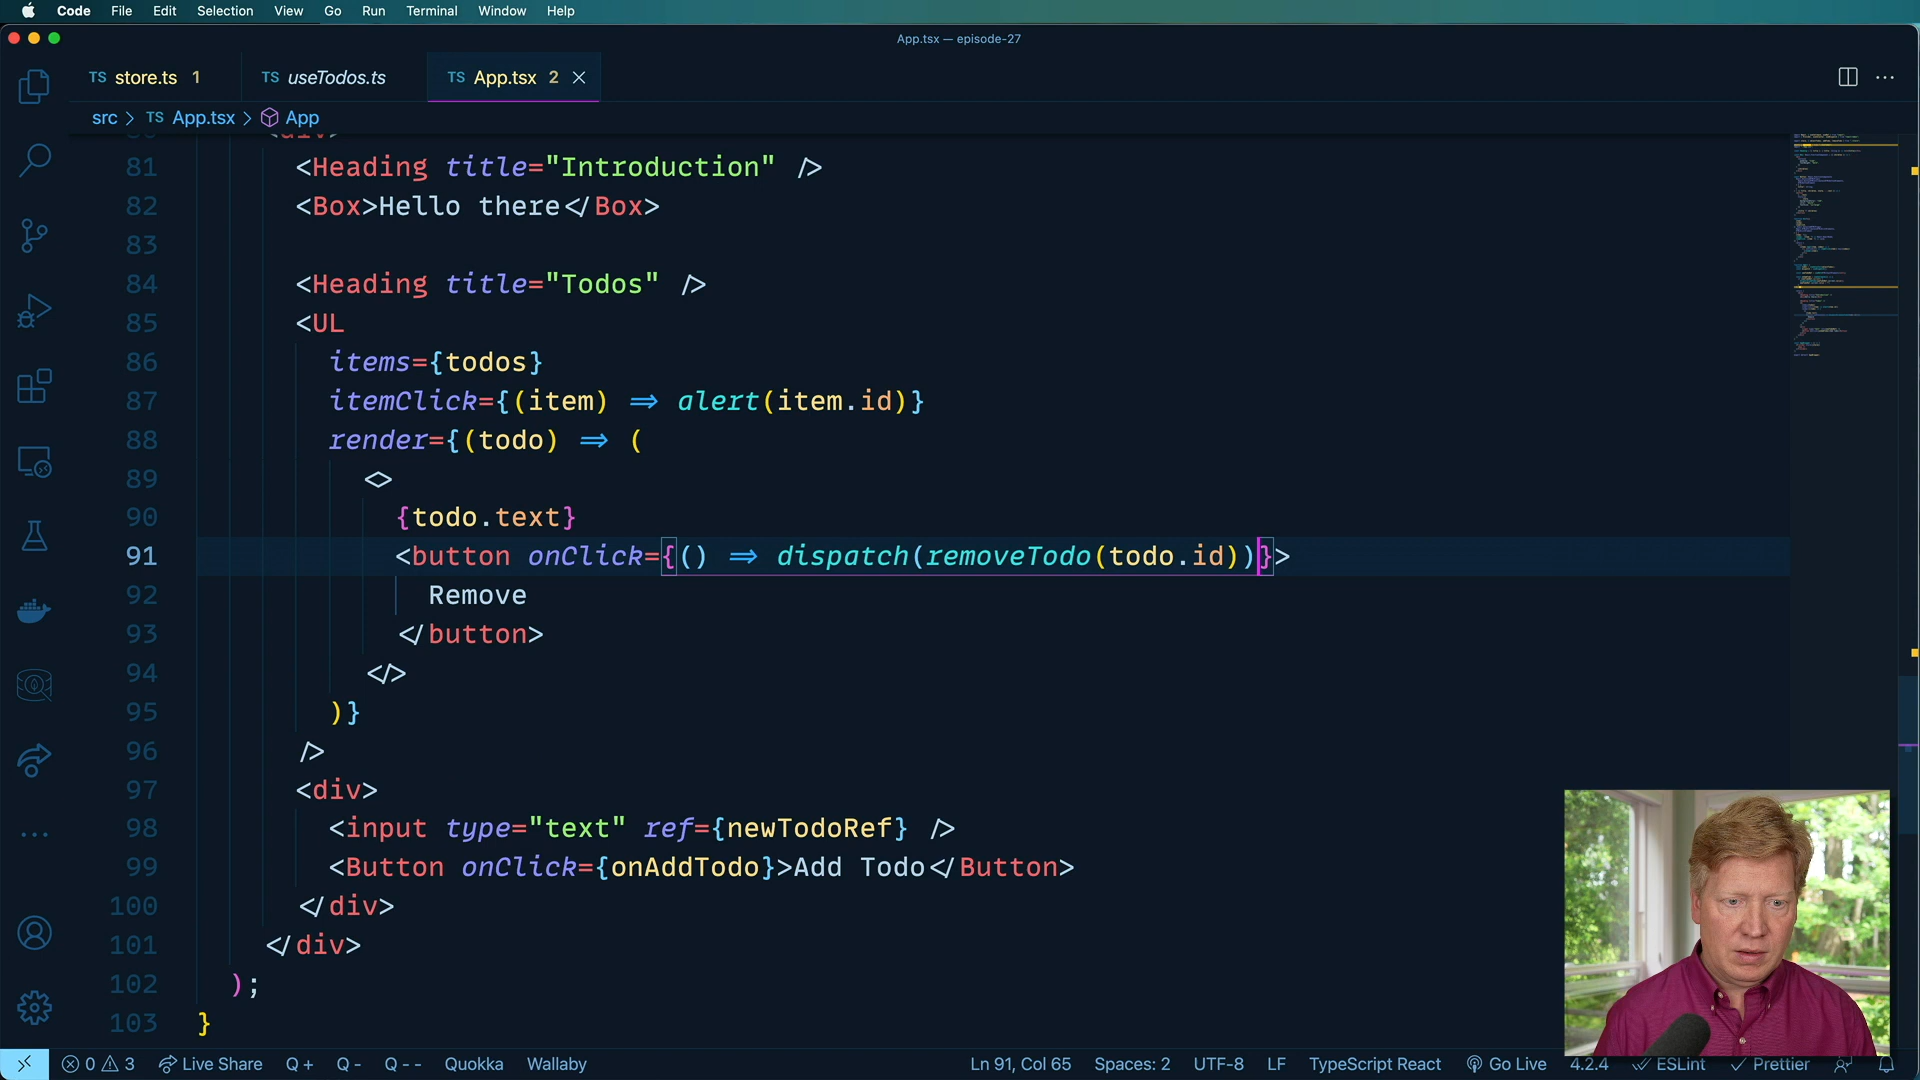 Code File Edit Selection View Go Run Terminal Window Help
App.tsx — episode-27
TS store.ts 1 TS useTodos.ts TS App.tsx 2
src > TS App.tsx > App
81 <Heading title="Introduction" />
82 <Box>Hello there</Box>
83
84 <Heading title="Todos" />
85 <UL
86 items={todos}
87 itemClick={(item) => alert(item.id)}
88 render={(todo) => (
89 <>
90 {todo.text}
91 <button onClick={() => dispatch(removeTodo(todo.id))}>
92 Remove
93 </button>
94 </>
95 )}
96 />
97 <div>
98 <input type="text" ref={newTodoRef} />
99 <Button onClick={onAddTodo}>Add Todo</Button>
100 </div>
101 </div>
102 );
103 }
0 3 Live Share Q + Q - Q - - Quokka Wallaby Ln 91, Col 65 Spaces: 2 UTF-8 LF TypeScript React Go Live 4.2.4 ESLint Prettier